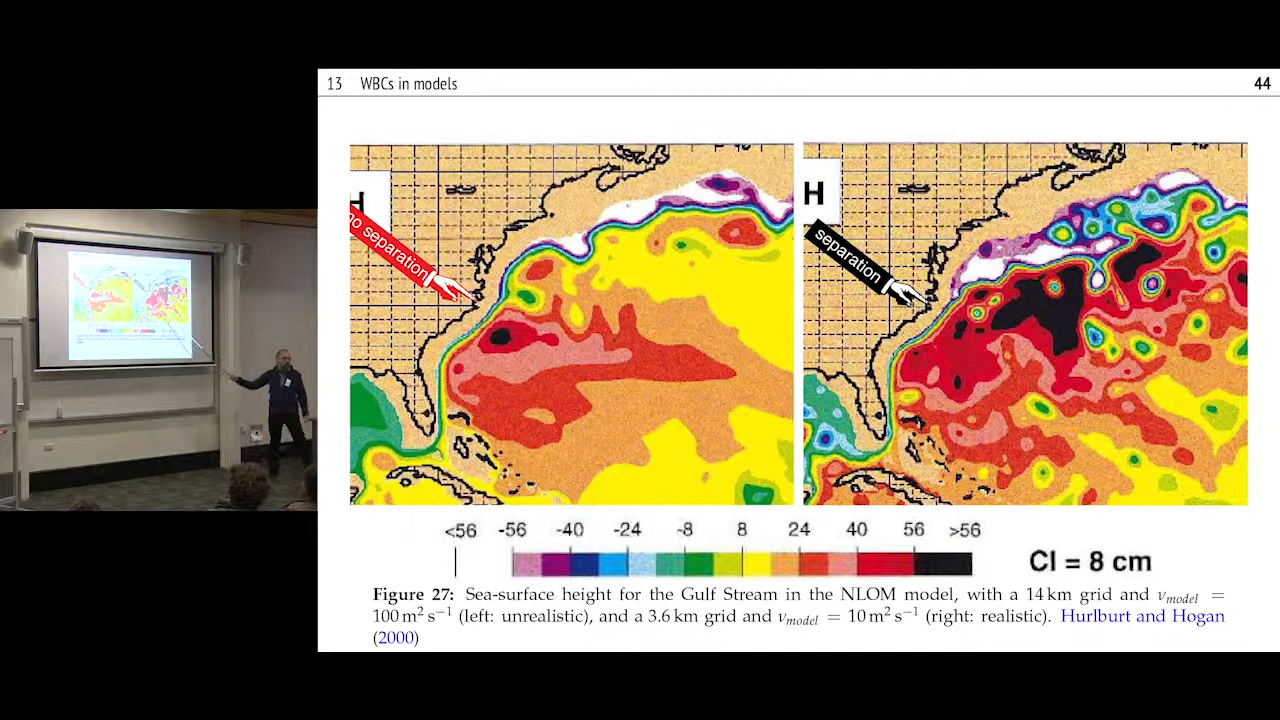 13 WBCs in models 44
H
no separation
H
separation
<56 -56 -40 -24 -8 8 24 40 56 >56
CI = 8 cm
Figure 27: Sea-surface height for the Gulf Stream in the NLOM model, with a 14 km grid and ν_model =
100 m² s⁻¹ (left: unrealistic), and a 3.6 km grid and ν_model = 10 m² s⁻¹ (right: realistic). Hurlburt and Hogan
(2000)